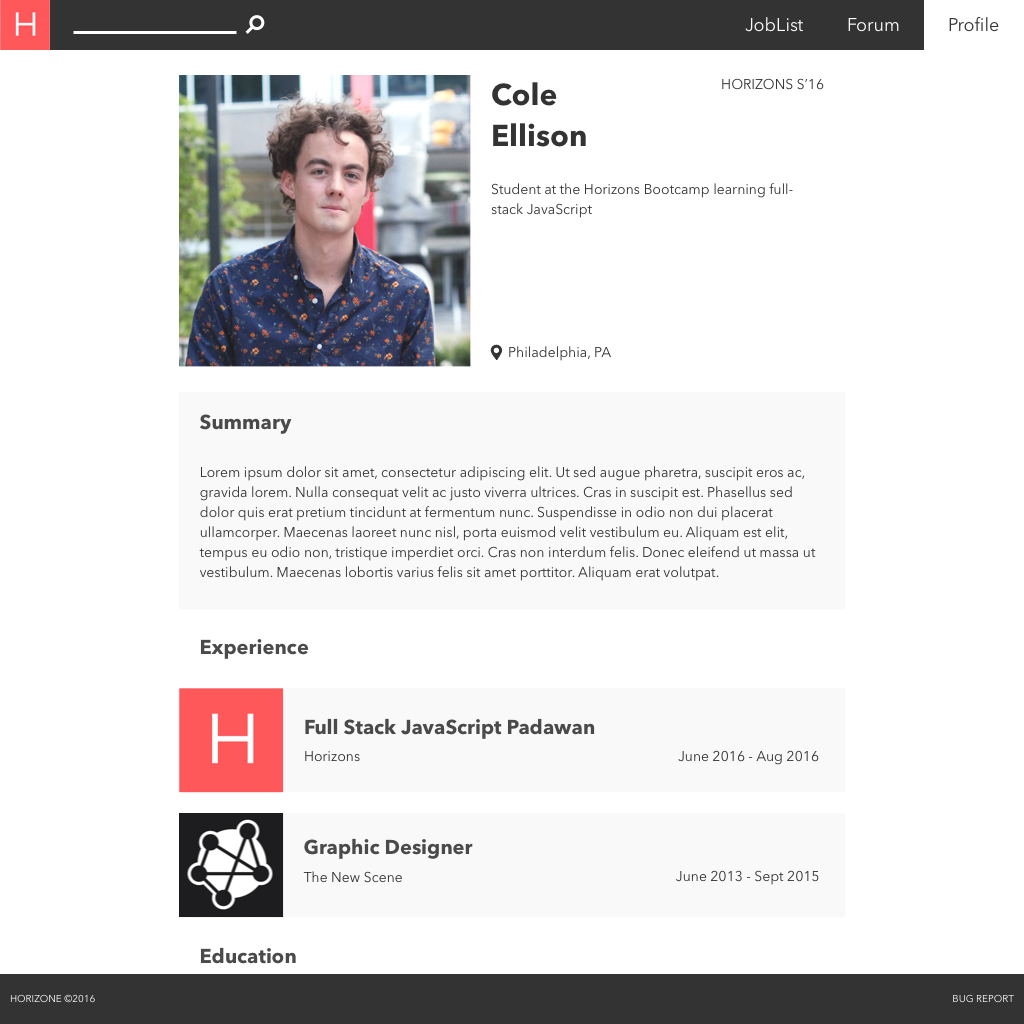 H
JobList
Forum
Profile
Cole
Ellison
HORIZONS S’16
Student at the Horizons Bootcamp learning full-
stack JavaScript
Philadelphia, PA
Summary
Lorem ipsum dolor sit amet, consectetur adipiscing elit. Ut sed augue pharetra, suscipit eros ac,
gravida lorem. Nulla consequat velit ac justo viverra ultrices. Cras in suscipit est. Phasellus sed
dolor quis erat pretium tincidunt at fermentum nunc. Suspendisse in odio non dui placerat
ullamcorper. Maecenas laoreet nunc nisl, porta euismod velit vestibulum eu. Aliquam est elit,
tempus eu odio non, tristique imperdiet orci. Cras non interdum felis. Donec eleifend ut massa ut
vestibulum. Maecenas lobortis varius felis sit amet porttitor. Aliquam erat volutpat.
Experience
H
Full Stack JavaScript Padawan
Horizons
June 2016 - Aug 2016
Graphic Designer
The New Scene
June 2013 - Sept 2015
Education
HORIZONE ©2016
BUG REPORT